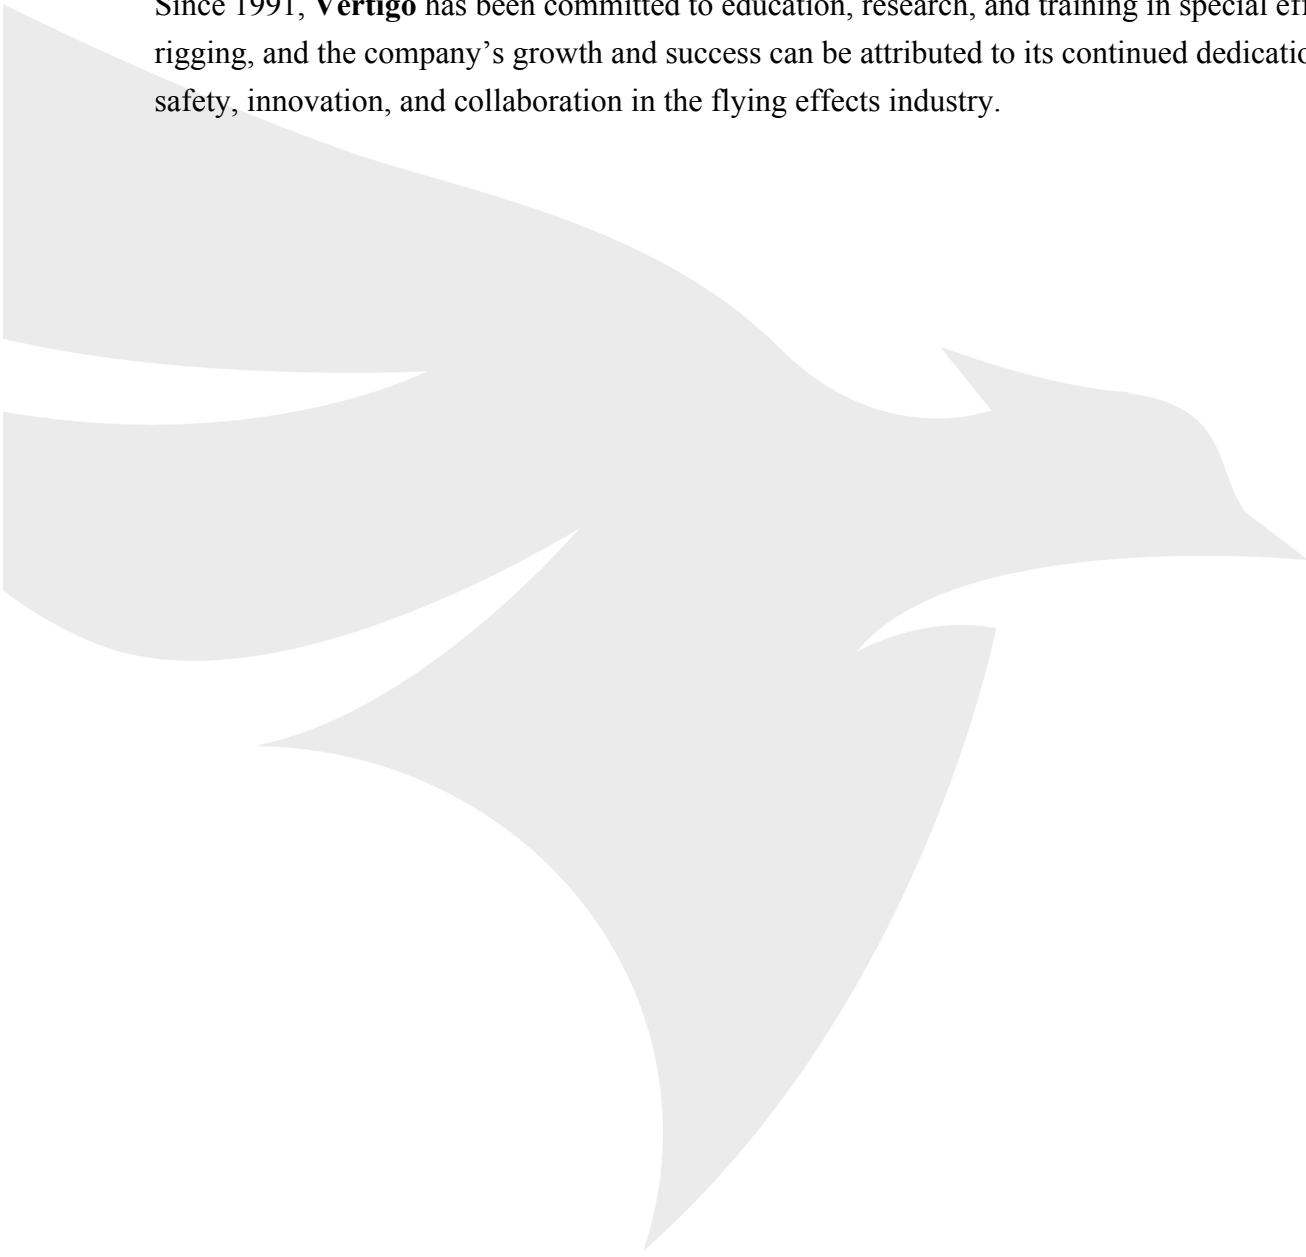 Since 1991, Vertigo has been committed to education, research, and training in special
rigging, and the company’s growth and success can be attributed to its continued
safety, innovation, and collaboration in the flying effects industry.